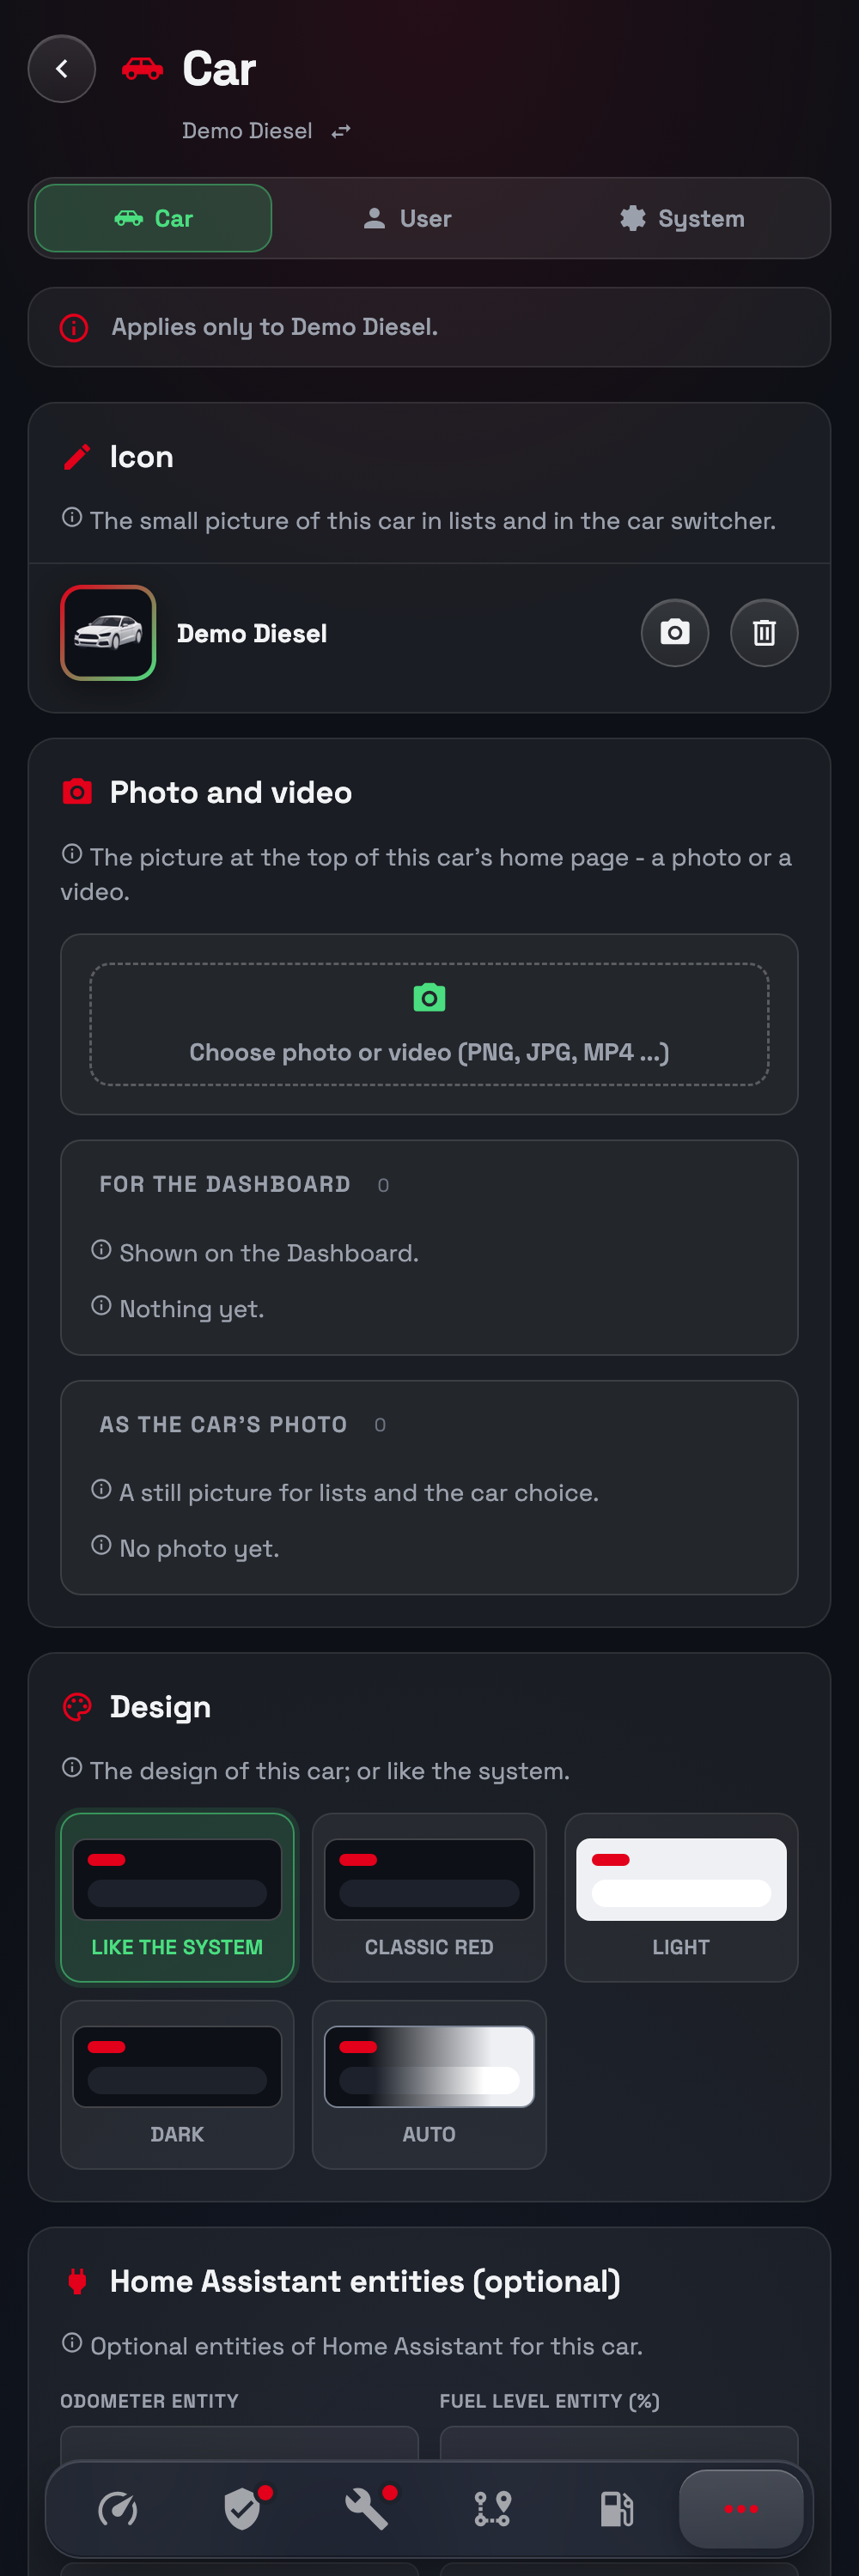 Car
Demo Diesel
Car
User
System
Applies only to Demo Diesel.
Icon
The small picture of this car in lists and in the car switcher.
Demo Diesel
Photo and video
The picture at the top of this car's home page - a photo or a
video.
Choose photo or video (PNG, JPG, MP4 ...)
FOR THE DASHBOARD 0
Shown on the Dashboard.
Nothing yet.
AS THE CAR'S PHOTO 0
A still picture for lists and the car choice.
No photo yet.
Design
The design of this car; or like the system.
LIKE THE SYSTEM
CLASSIC RED
LIGHT
DARK
AUTO
Home Assistant entities (optional)
Optional entities of Home Assistant for this car.
ODOMETER ENTITY
FUEL LEVEL ENTITY (%)